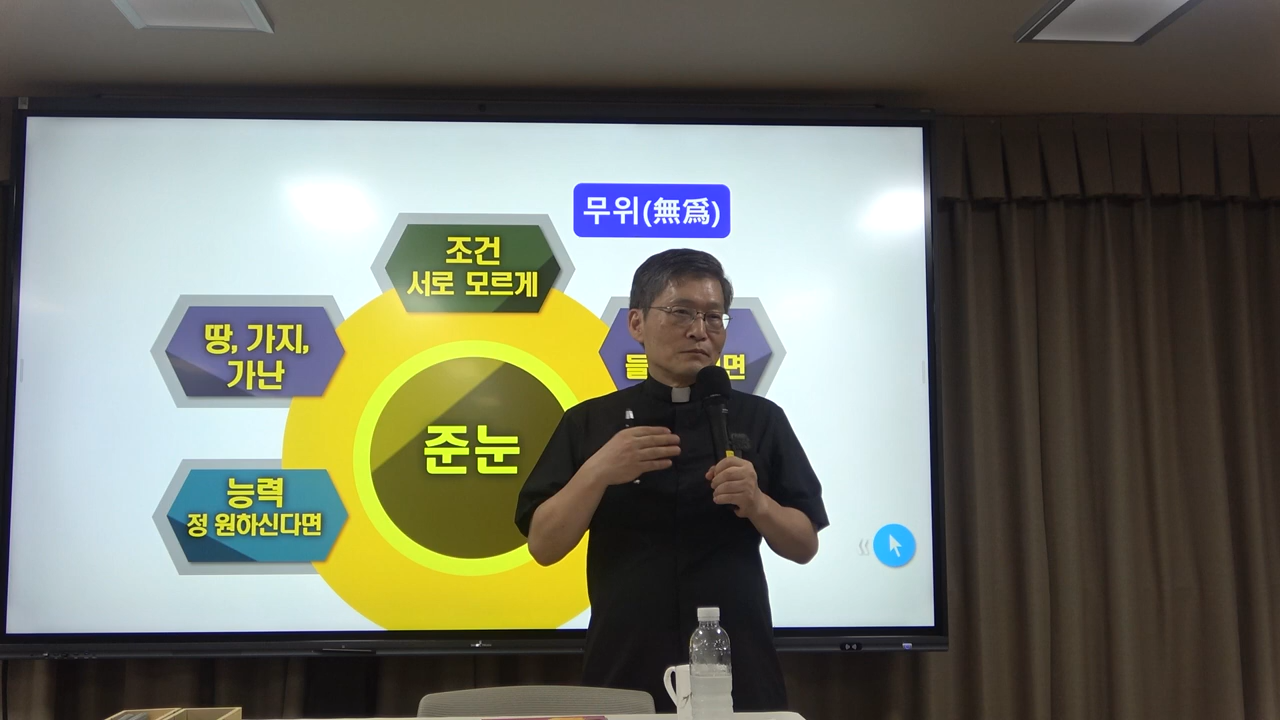 무위(無爲)
조건
서로 모르게
땅, 가지,
가난
면
준눈
능력
정 원하신다면